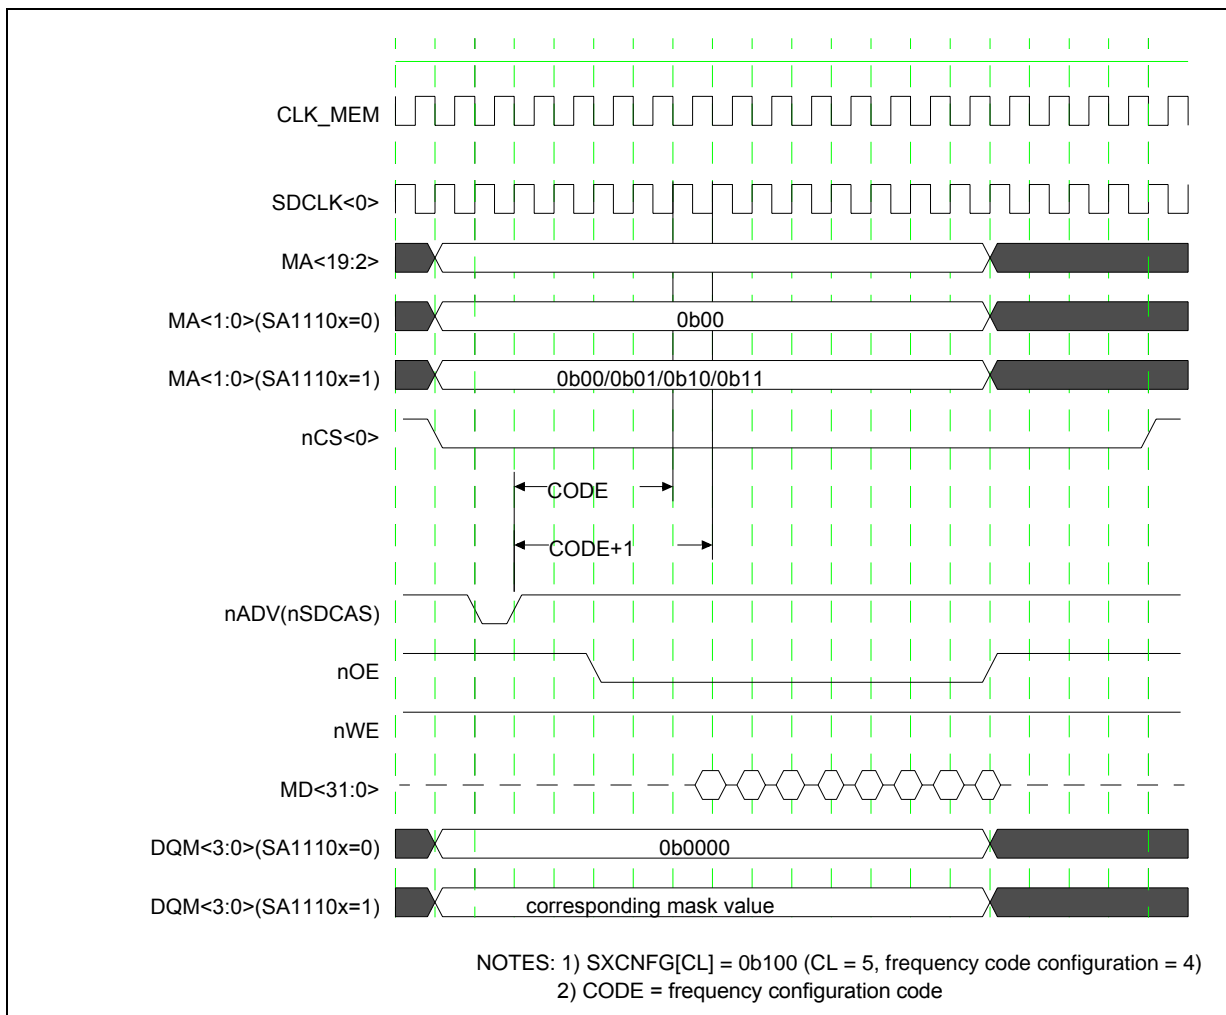 CLK_MEM
SDCLK<0>
MA<19:2>
MA<1:0>(SA1110x=0)
0b00
MA<1:0>(SA1110x=1)
0b00/0b01/0b10/0b11
nCS<0>
CODE
CODE+1
nADV(nSDCAS)
nOE
nWE
MD<31:0>
DQM<3:0>(SA1110x=0)
0b0000
DQM<3:0>(SA1110x=1)
corresponding mask value
NOTES: 1) SXCNFG[CL] = 0b100 (CL = 5, frequency code configuration = 4)
2) CODE = frequency configuration code